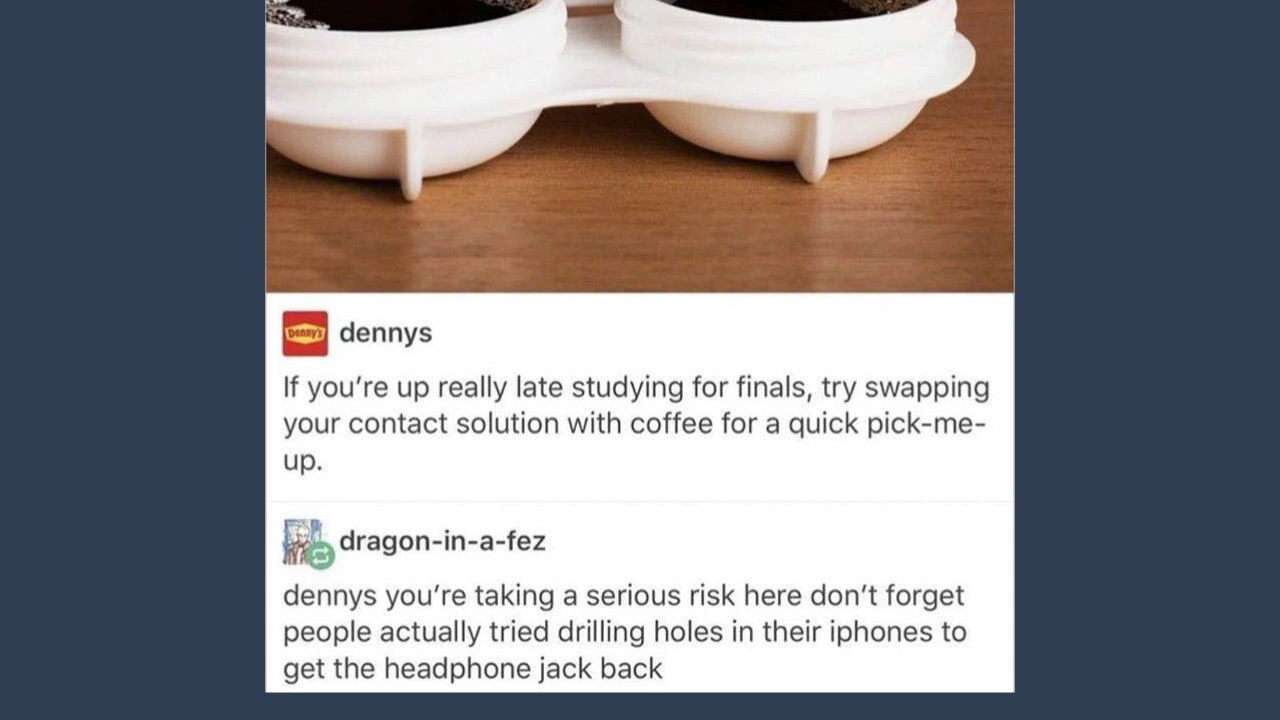 Denny's
dennys
If you’re up really late studying for finals, try swapping
your contact solution with coffee for a quick pick-me-
up.
dragon-in-a-fez
dennys you’re taking a serious risk here don’t forget
people actually tried drilling holes in their iphones to
get the headphone jack back